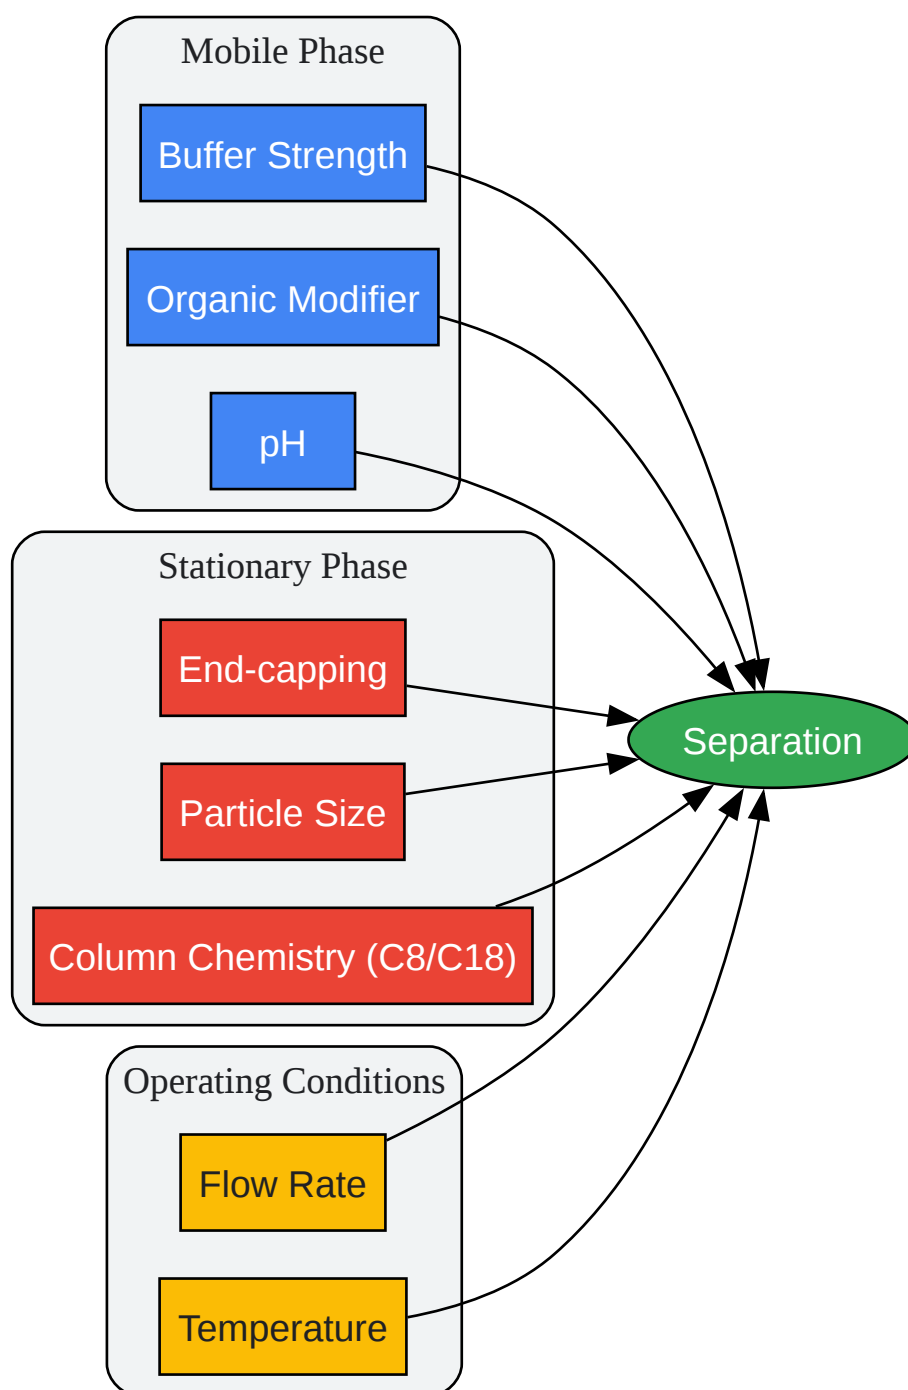 Mobile Phase
Buffer Strength
Organic Modifier
pH
Stationary Phase
End-capping
Particle Size
Column Chemistry (C8/C18)
Separation
Operating Conditions
Flow Rate
Temperature